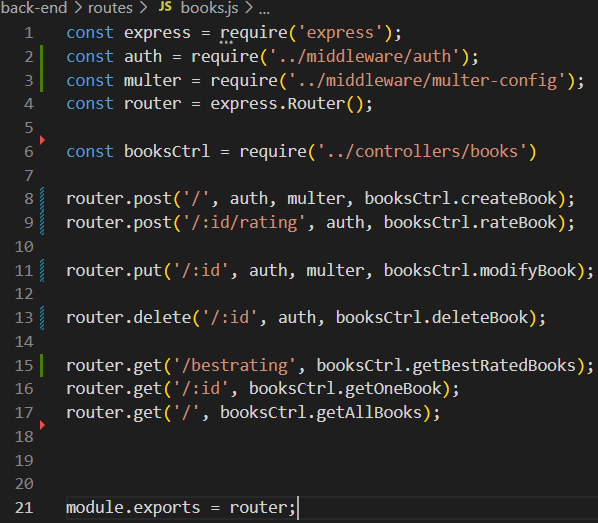 back-end > routes > JS books.js > ...
1 const express = require('express');
2 const auth = require('../middleware/auth');
3 const multer = require('../middleware/multer-config');
4 const router = express.Router();
5
6 const booksCtrl = require('../controllers/books')
7
8 router.post('/', auth, multer, booksCtrl.createBook);
9 router.post('/:id/rating', auth, booksCtrl.rateBook);
10
11 router.put('/:id', auth, multer, booksCtrl.modifyBook);
12
13 router.delete('/:id', auth, booksCtrl.deleteBook);
14
15 router.get('/bestrating', booksCtrl.getBestRatedBooks);
16 router.get('/:id', booksCtrl.getOneBook);
17 router.get('/', booksCtrl.getAllBooks);
18
19
20
21 module.exports = router;